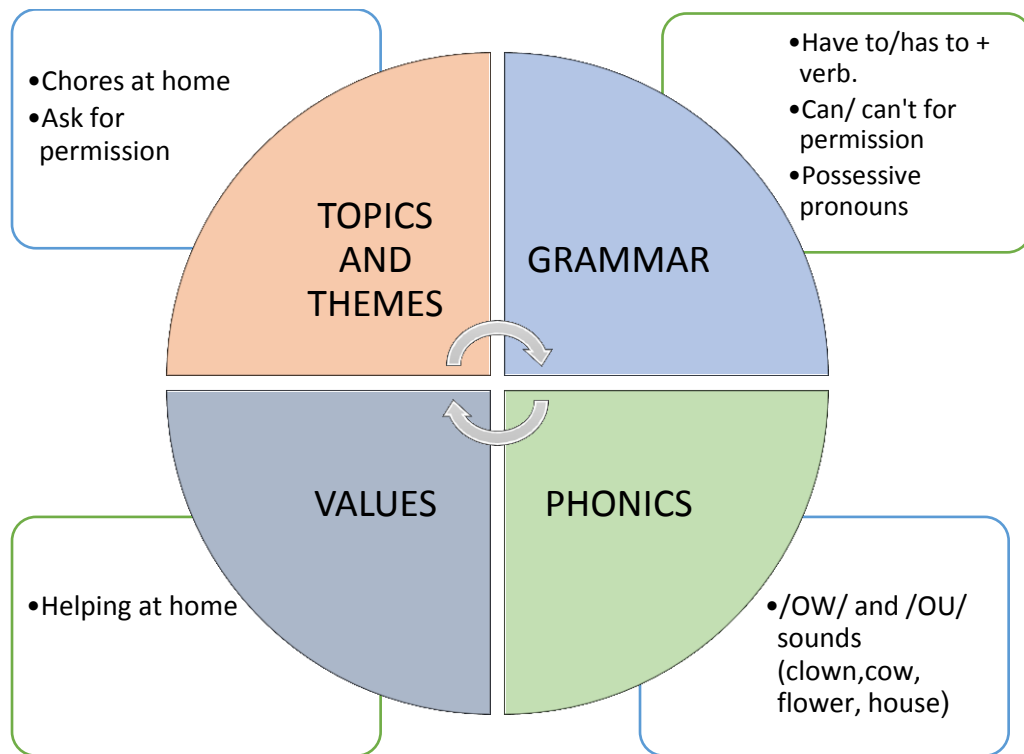 •Chores at home
•Ask for
permission
TOPICS
AND
THEMES
•Have to/has to +
verb.
•Can/ can't for
permission
•Possessive
pronouns
GRAMMAR
VALUES
•Helping at home
PHONICS
•/OW/ and /OU/
sounds
(clown,cow,
flower, house)